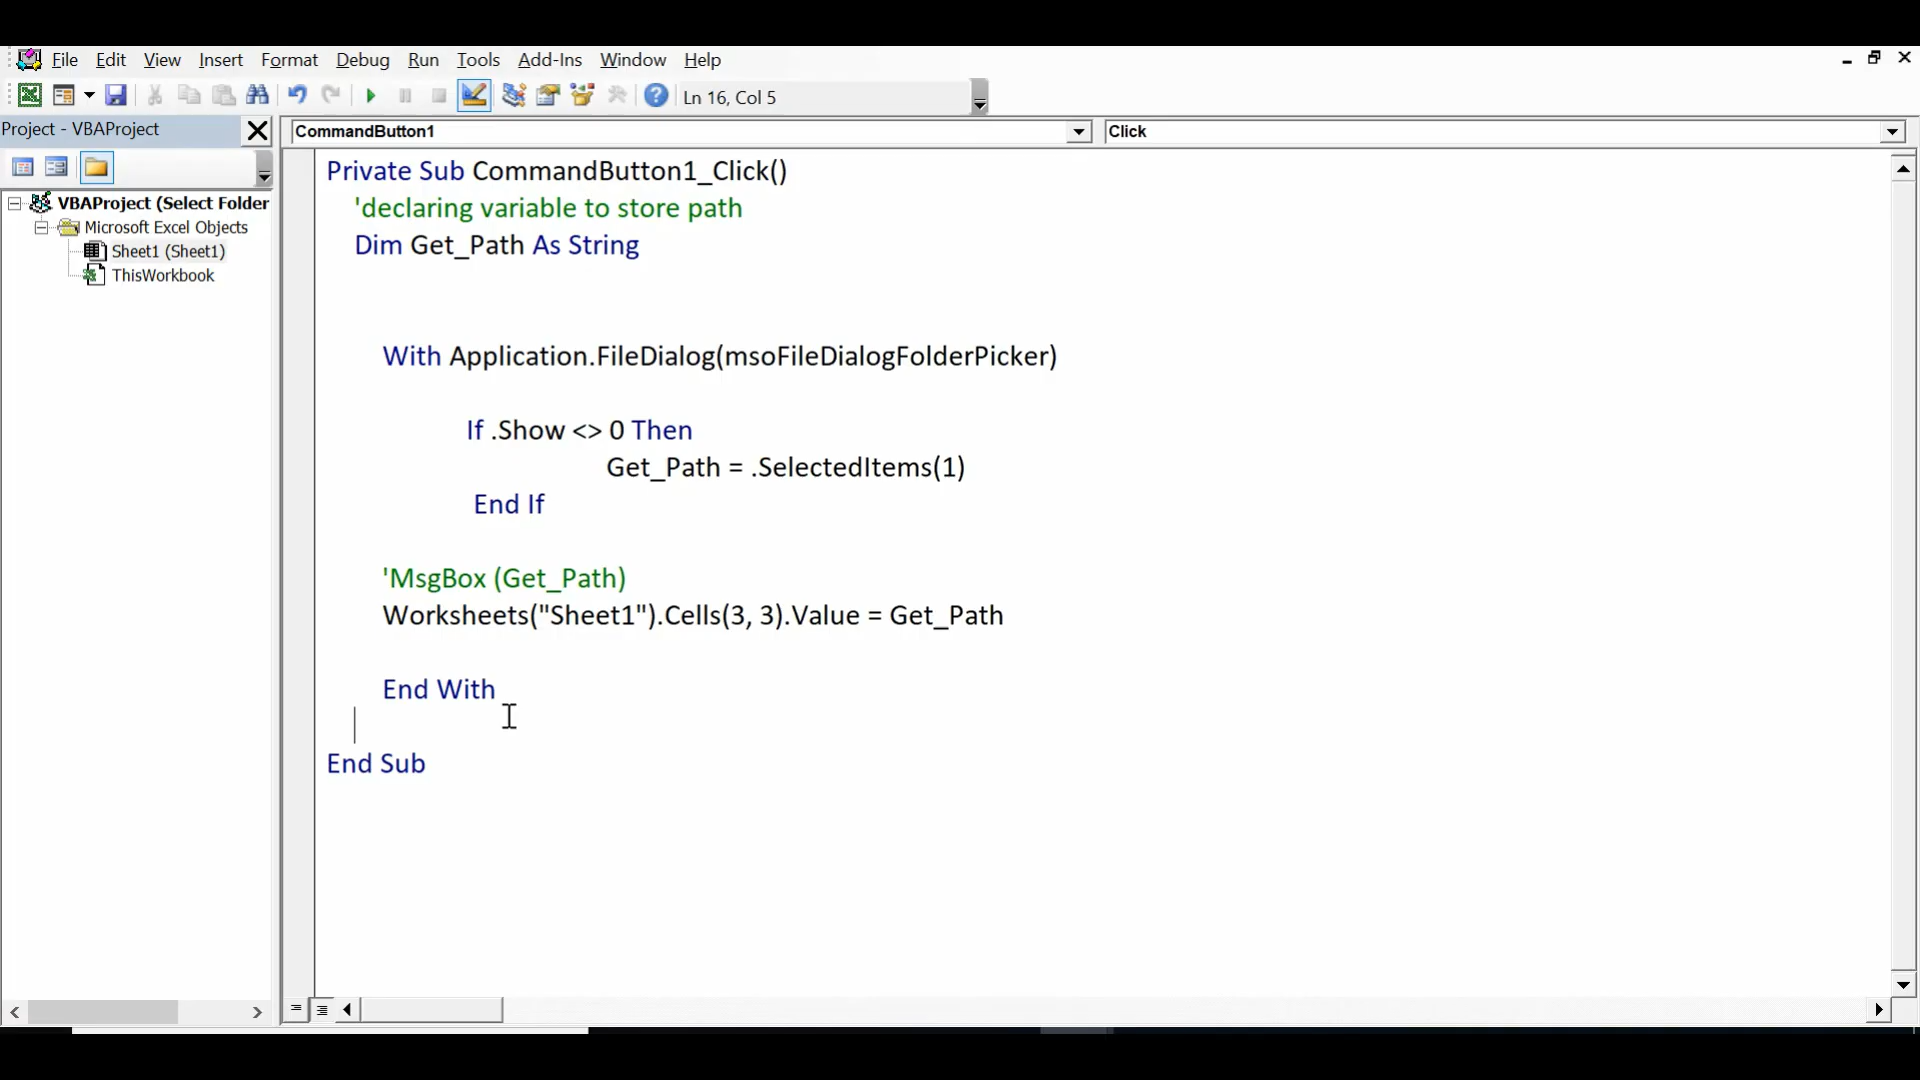 File Edit View Insert Format Debug Run Tools Add-Ins Window Help
Ln 16, Col 5
Project - VBAProject
CommandButton1
Click
VBAProject (Select Folder
Microsoft Excel Objects
Sheet1 (Sheet1)
ThisWorkbook
Private Sub CommandButton1_Click()
'declaring variable to store path
Dim Get_Path As String
With Application.FileDialog(msoFileDialogFolderPicker)
If .Show <> 0 Then
Get_Path = .SelectedItems(1)
End If
'MsgBox (Get_Path)
Worksheets("Sheet1").Cells(3, 3).Value = Get_Path
End With
End Sub